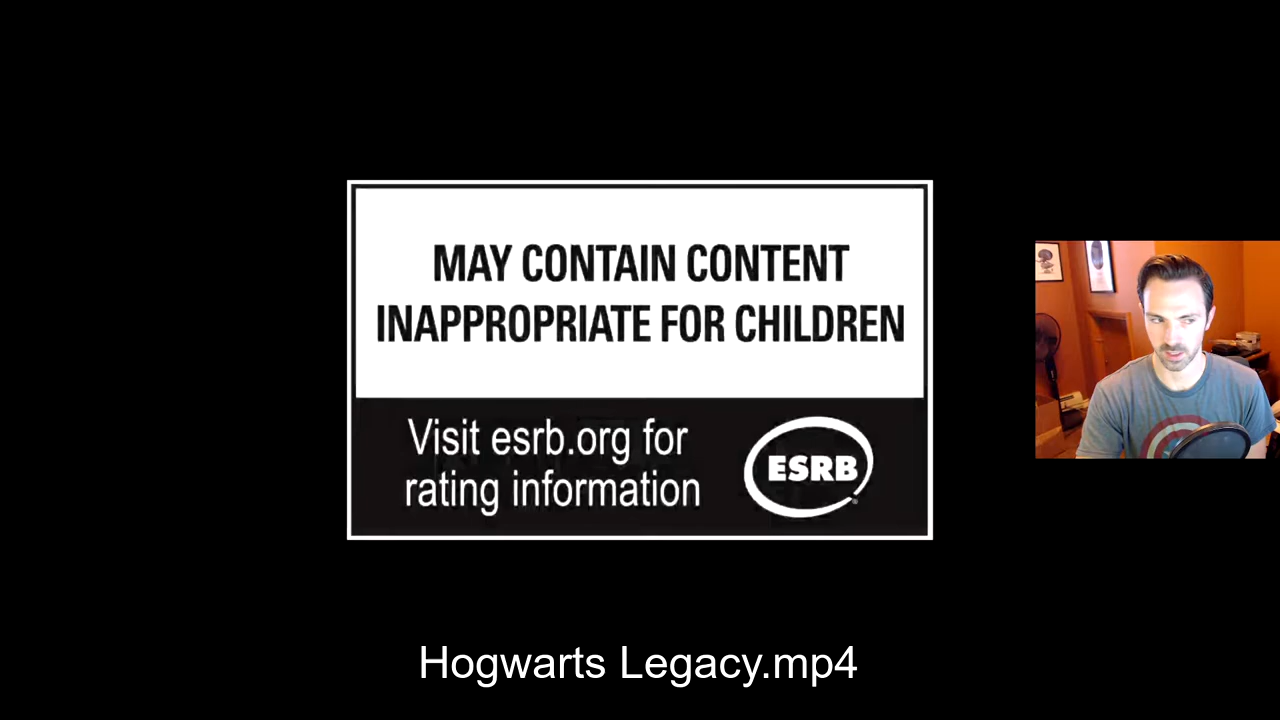 MAY CONTAIN CONTENT
INAPPROPRIATE FOR CHILDREN
Visit esrb.org for
rating information
ESRB
Hogwarts Legacy.mp4